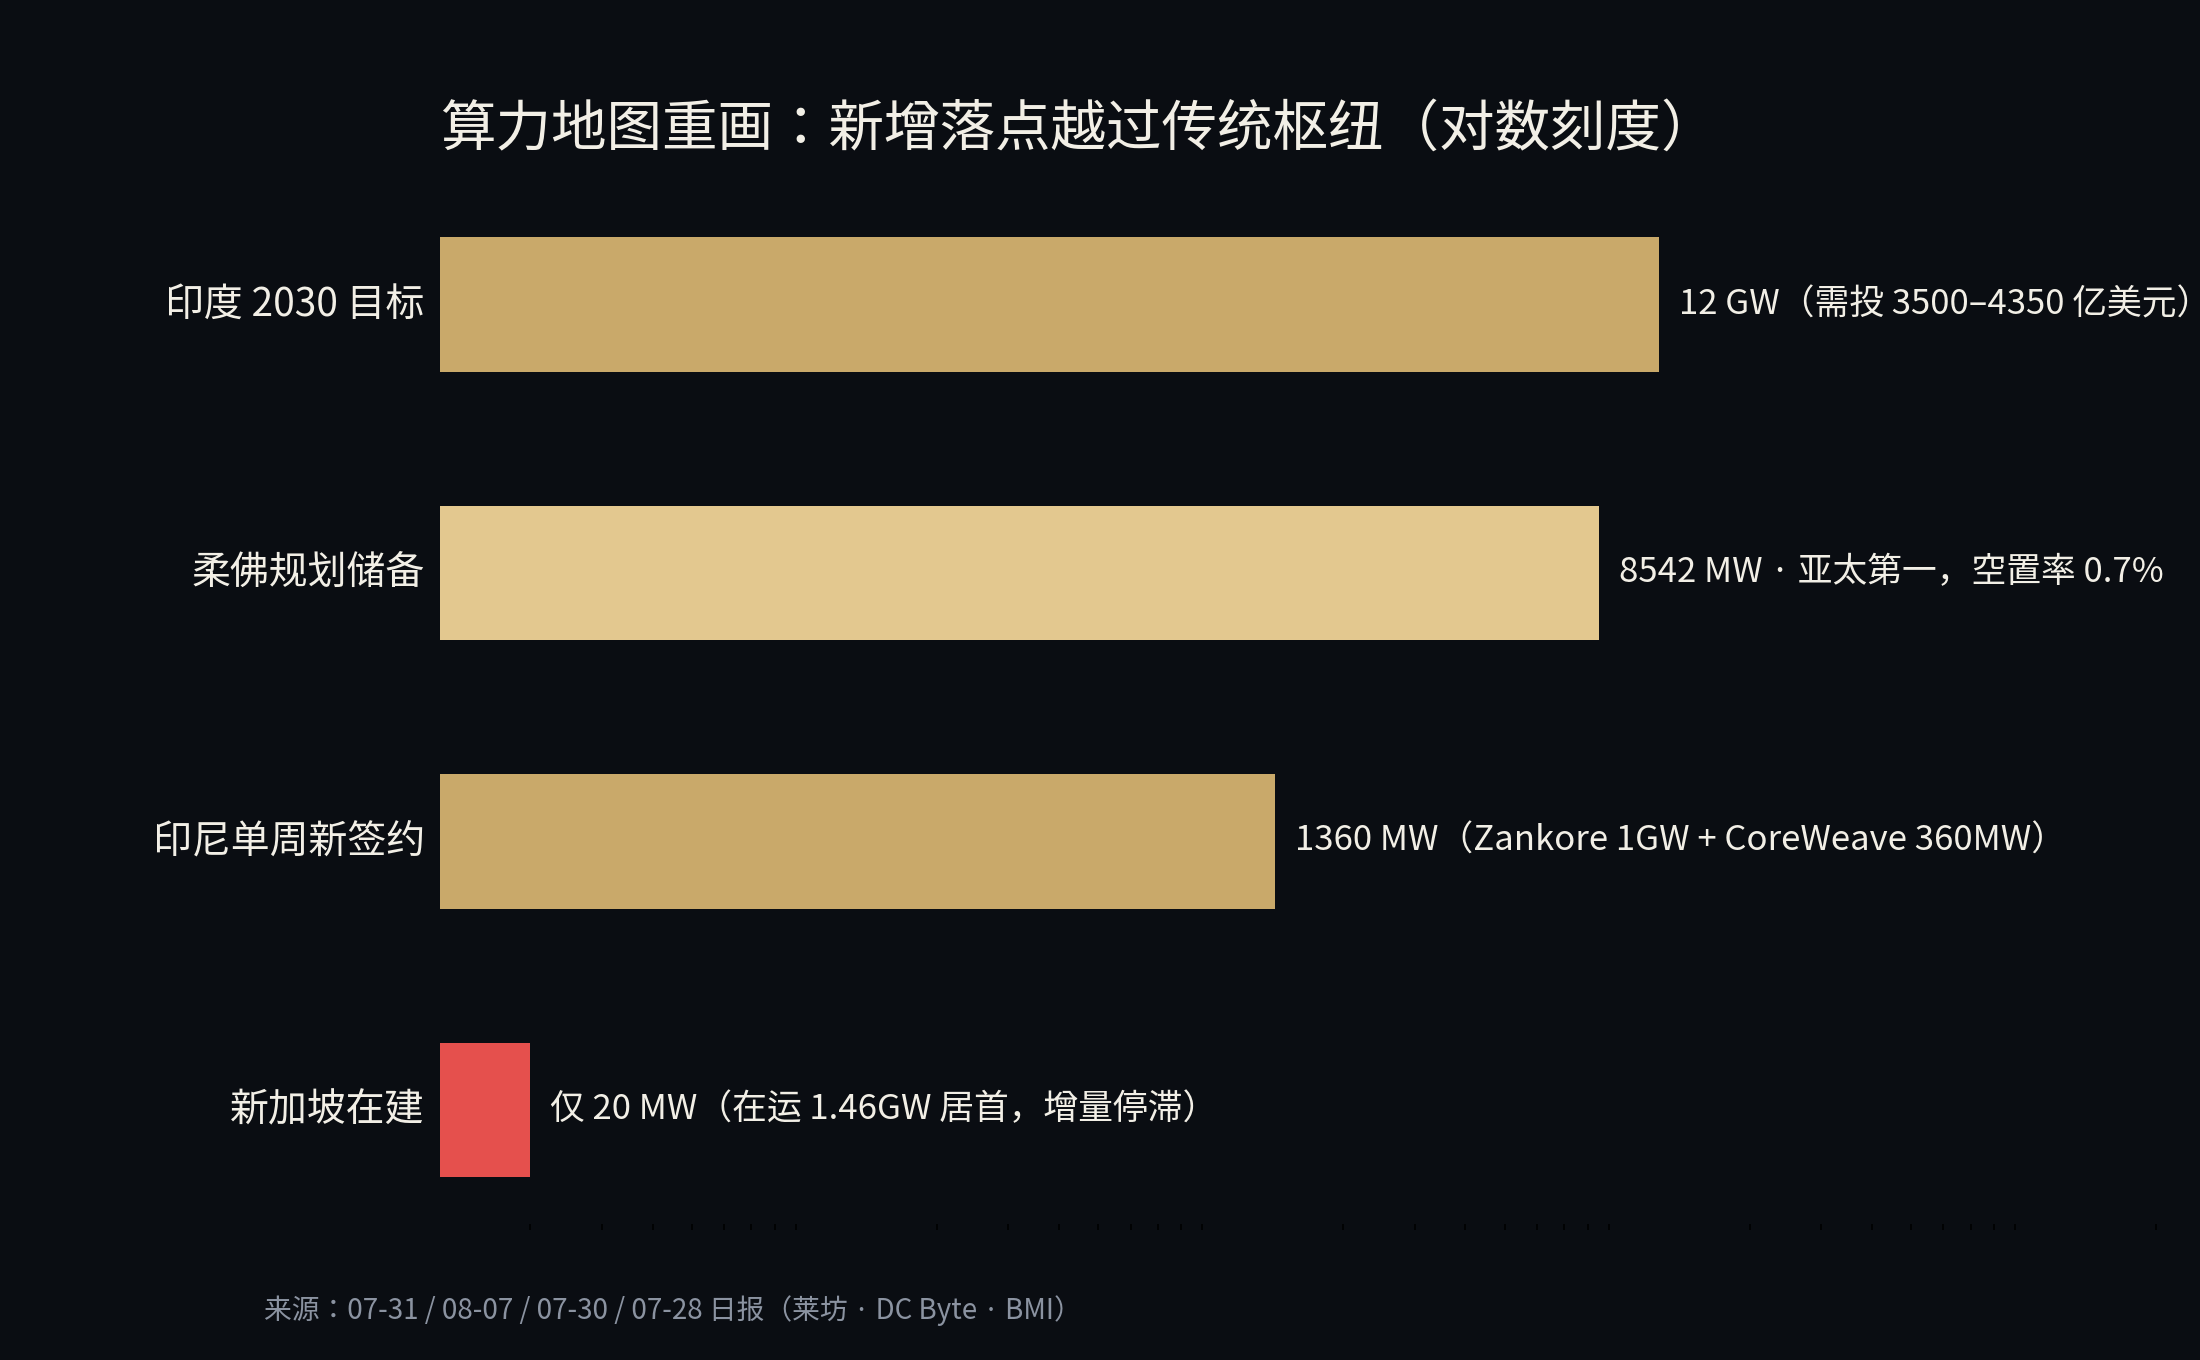 算力地图重画：新增落点越过传统枢纽（对数刻度）
印度 2030 目标
12 GW（需投 3500–4350 亿美元）
柔佛规划储备
8542 MW · 亚太第一，空置率 0.7%
印尼单周新签约
1360 MW（Zankore 1GW + CoreWeave 360MW）
新加坡在建
仅 20 MW（在运 1.46GW 居首，增量停滞）
来源：07-31 / 08-07 / 07-30 / 07-28 日报（莱坊 · DC Byte · BMI）